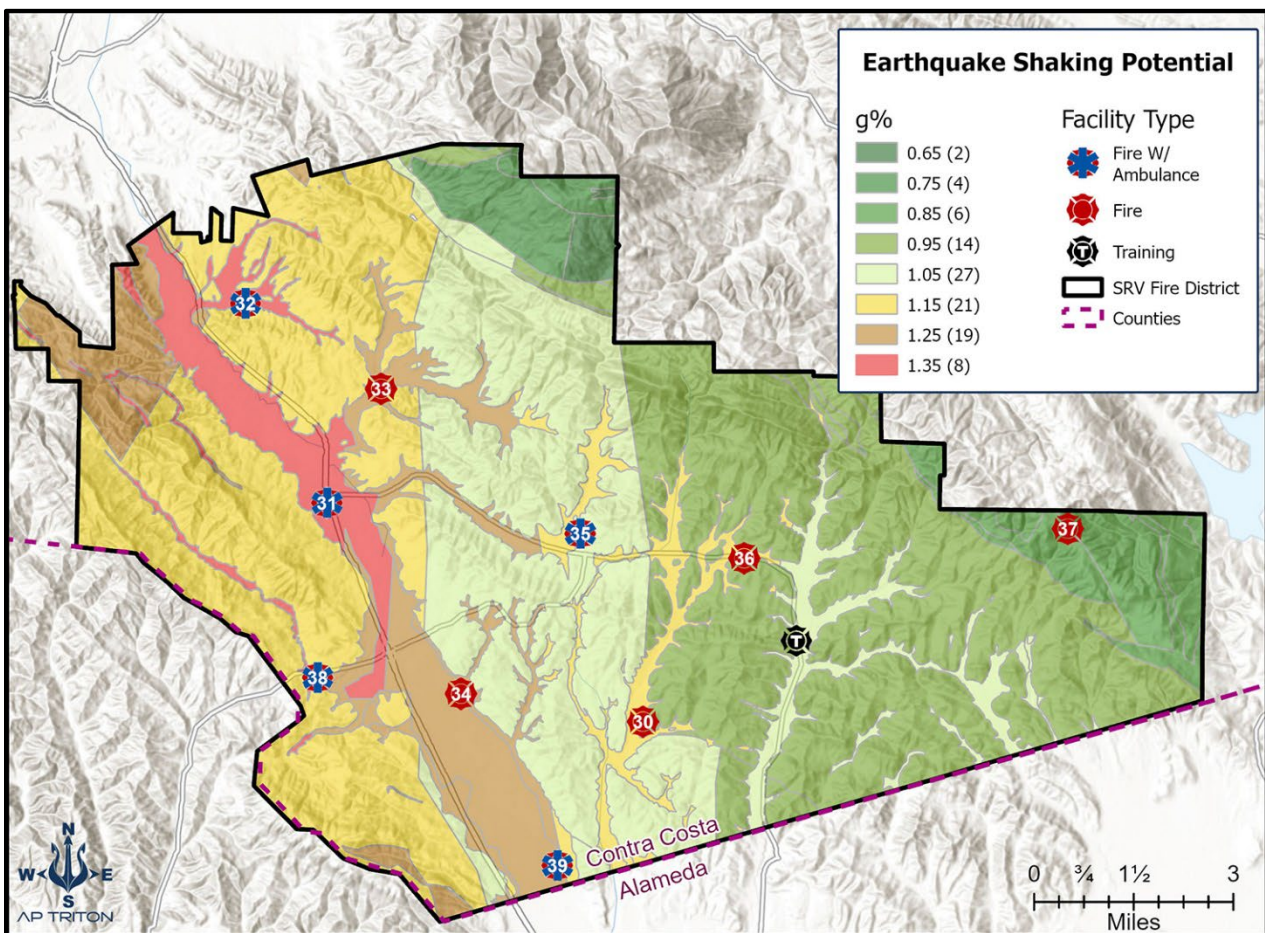 Earthquake Shaking Potential
g%
0.65 (2)
0.75 (4)
0.85 (6)
0.95 (14)
1.05 (27)
1.15 (21)
1.25 (19)
1.35 (8)
Facility Type
Fire W/
Ambulance
Fire
T
Training
SRV Fire District
Counties
32
33
31
35
36
37
T
38
34
30
39
Contra Costa
Alameda
N
W E
S
AP TRITON
0 ¾ 1½ 3
Miles